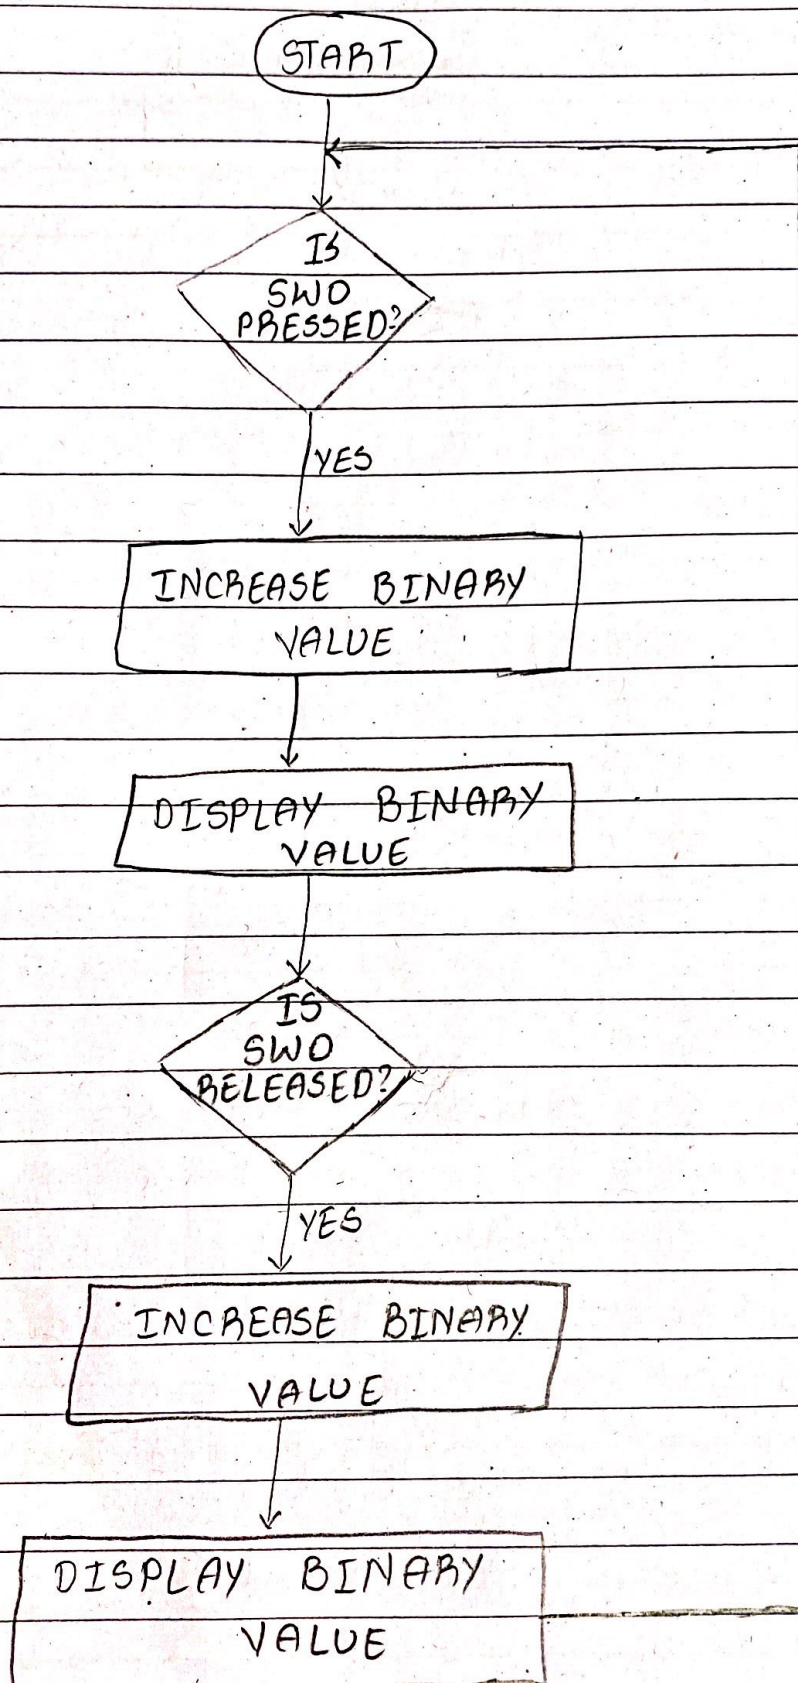 START
IS
SW0
PRESSED?
YES
INCREASE BINARY
VALUE
DISPLAY BINARY
VALUE
IS
SW0
RELEASED?
YES
INCREASE BINARY
VALUE
DISPLAY BINARY
VALUE